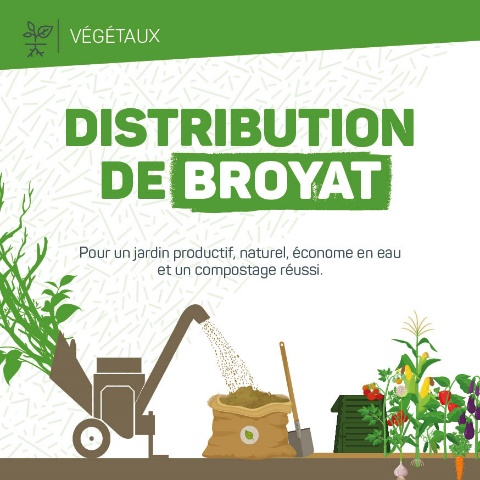 VÉGÉTAUX
DISTRIBUTION
DE BROYAT
Pour un jardin productif, naturel, économe en eau
et un compostage réussi.